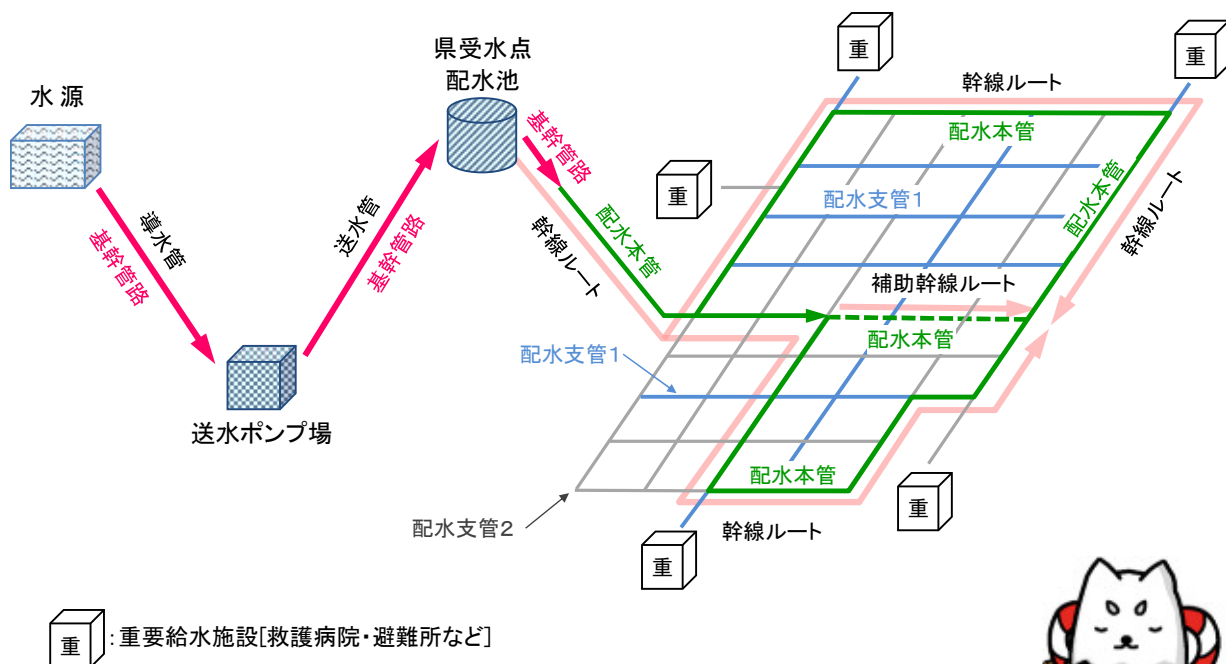 水 源
導水管
基幹管路
送水ポンプ場
送水管
基幹管路
県受水点
配水池
基幹管路
配水本管
幹線ルート
重
重
幹線ルート
配水本管
重
配水支管1
配水本管
幹線ルート
補助幹線ルート
配水本管
配水支管1
配水本管
重
配水支管2
幹線ルート
重
重
:重要給水施設[救護病院・避難所など]